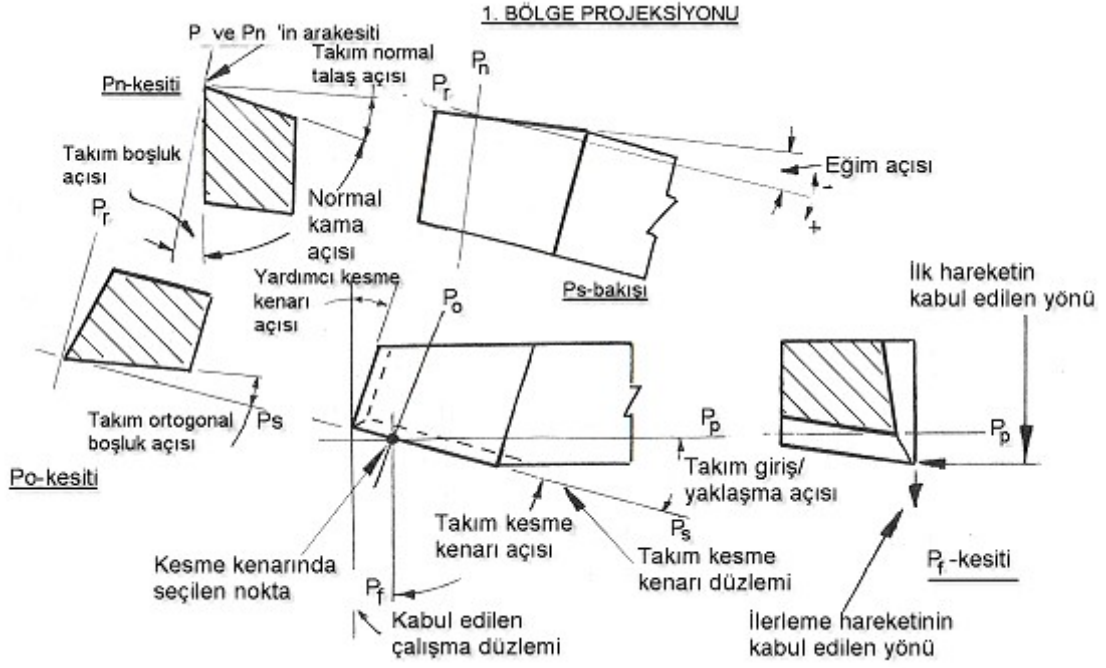 1. BÖLGE PROJEKSİYONU
P ve Pn 'in arakesiti
Pn-kesiti
Takım normal
talaş açısı
Pn
Pr
Eğim açısı
-
+
Takım boşluk
açısı
Pr
Normal
kama
açısı
Yardımcı kesme
kenarı
açısı
Ps-bakışı
Po
İlk hareketin
kabul edilen yönü
Takım ortogonal
boşluk açısı
Ps
Po-kesiti
Pp
Takım giriş/
yaklaşma açısı
Pp
Ps
Takım kesme
kenarı açısı
Takım kesme
kenarı düzlemi
Kesme kenarında
seçilen nokta
Pf
Kabul edilen
çalışma düzlemi
Pf -kesiti
İlerleme hareketinin
kabul edilen yönü